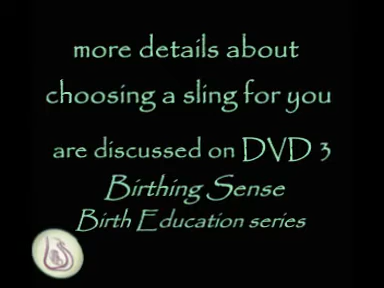 more details about
choosing a sling for you
are discussed on DVD 3
Birthing Sense
Birth Education series